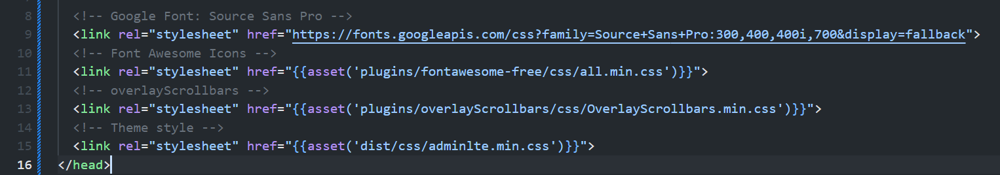 8 <!-- Google Font: Source Sans Pro -->
9 <link rel="stylesheet" href="https://fonts.googleapis.com/css?family=Source+Sans+Pro:300,400,400i,700&display=fallback">
10 <!-- Font Awesome Icons -->
11 <link rel="stylesheet" href="{{asset('plugins/fontawesome-free/css/all.min.css')}}">
12 <!-- overlayScrollbars -->
13 <link rel="stylesheet" href="{{asset('plugins/overlayScrollbars/css/OverlayScrollbars.min.css')}}">
14 <!-- Theme style -->
15 <link rel="stylesheet" href="{{asset('dist/css/adminlte.min.css')}}">
16 </head>